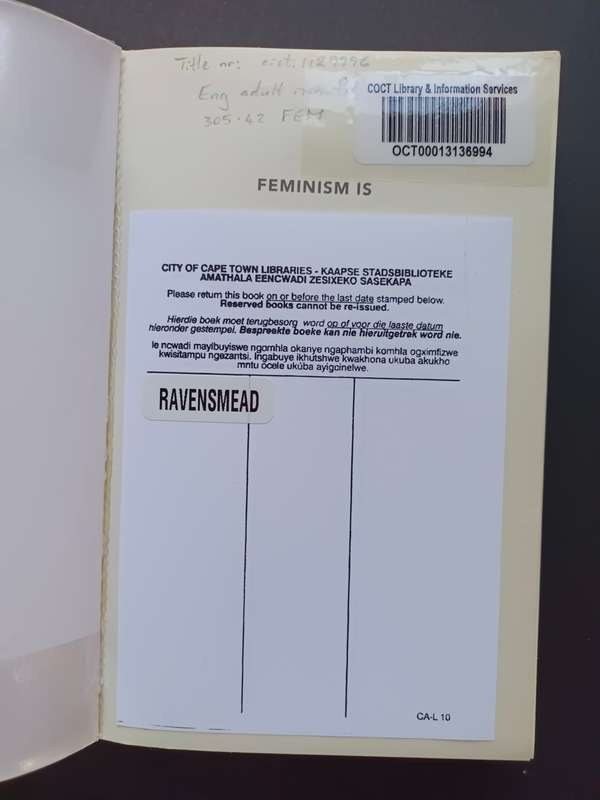 Title nr: oct:1127796
COCT Library & Information Services
Eng adult
305.42 FEM
OCT00013136994
FEMINISM IS
CITY OF CAPE TOWN LIBRARIES - KAAPSE STADSBIBLIOTEKE
AMATHALA EENCWADI ZESIXEKO SASEKAPA
Please return this book on or before the last date stamped below.
Reserved books cannot be re-issued.
Hierdie boek moet terugbesorg word op of voor die laaste datum
hieronder gestempel. Bespreekte boeke kan nie hieruitgetrek word nie.
le ncwadi mayibuyiswe ngomhla okanye ngaphambi komhla ogximfizwe
kwisitampu ngezantsi. Ingabuye ikhutshwe kwakhona ukuba akukho
mntu ocele ukuba ayigcinelwe.
RAVENSMEAD
CA-L 10